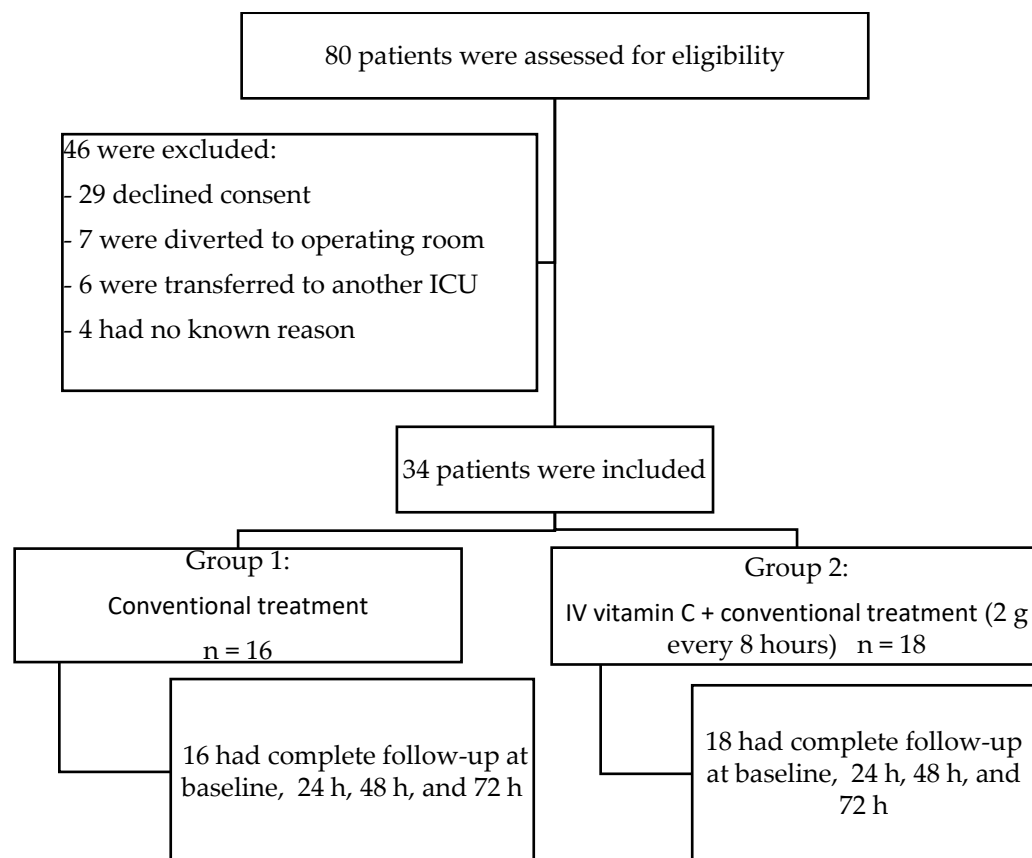 80 patients were assessed for eligibility
46 were excluded:
- 29 declined consent
- 7 were diverted to operating room
- 6 were transferred to another ICU
- 4 had no known reason
34 patients were included
Group 1:
Conventional treatment
n = 16
Group 2:
IV vitamin C + conventional treatment (2 g
every 8 hours) n = 18
16 had complete follow-up at
baseline, 24 h, 48 h, and 72 h
18 had complete follow-up
at baseline, 24 h, 48 h, and
72 h